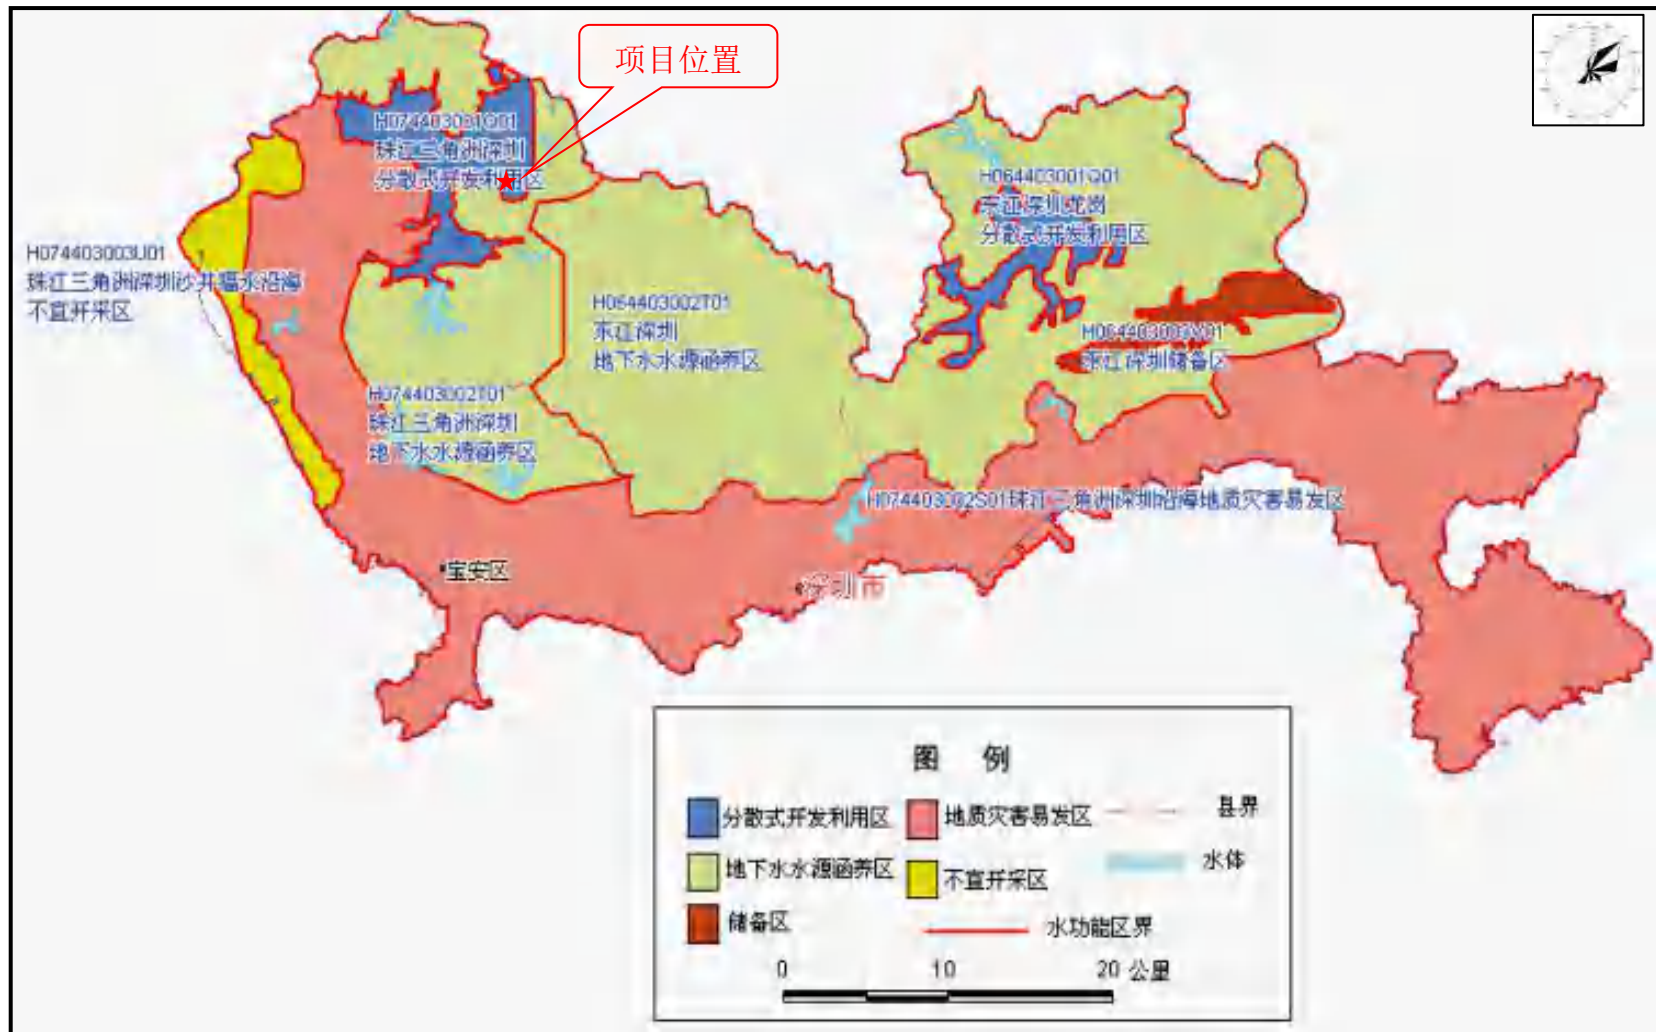 项目位置
H074403001Q01
珠江三角洲深圳
分散式开发利用区
H064403001Q01
东江深圳龙岗
分散式开发利用区
H074403003U01
珠江三角洲深圳沙井福永沿海
不宜开采区
H064403002T01
东江深圳
地下水水源涵养区
H064403003V01
东江深圳储备区
H074403002T01
珠江三角洲深圳
地下水水源涵养区
H074403002S01珠江三角洲深圳沿海地质灾害易发区
宝安区
深圳市
图 例
分散式开发利用区
地质灾害易发区
县界
地下水水源涵养区
不宜开采区
水体
储备区
水功能区界
0 10 20 公里